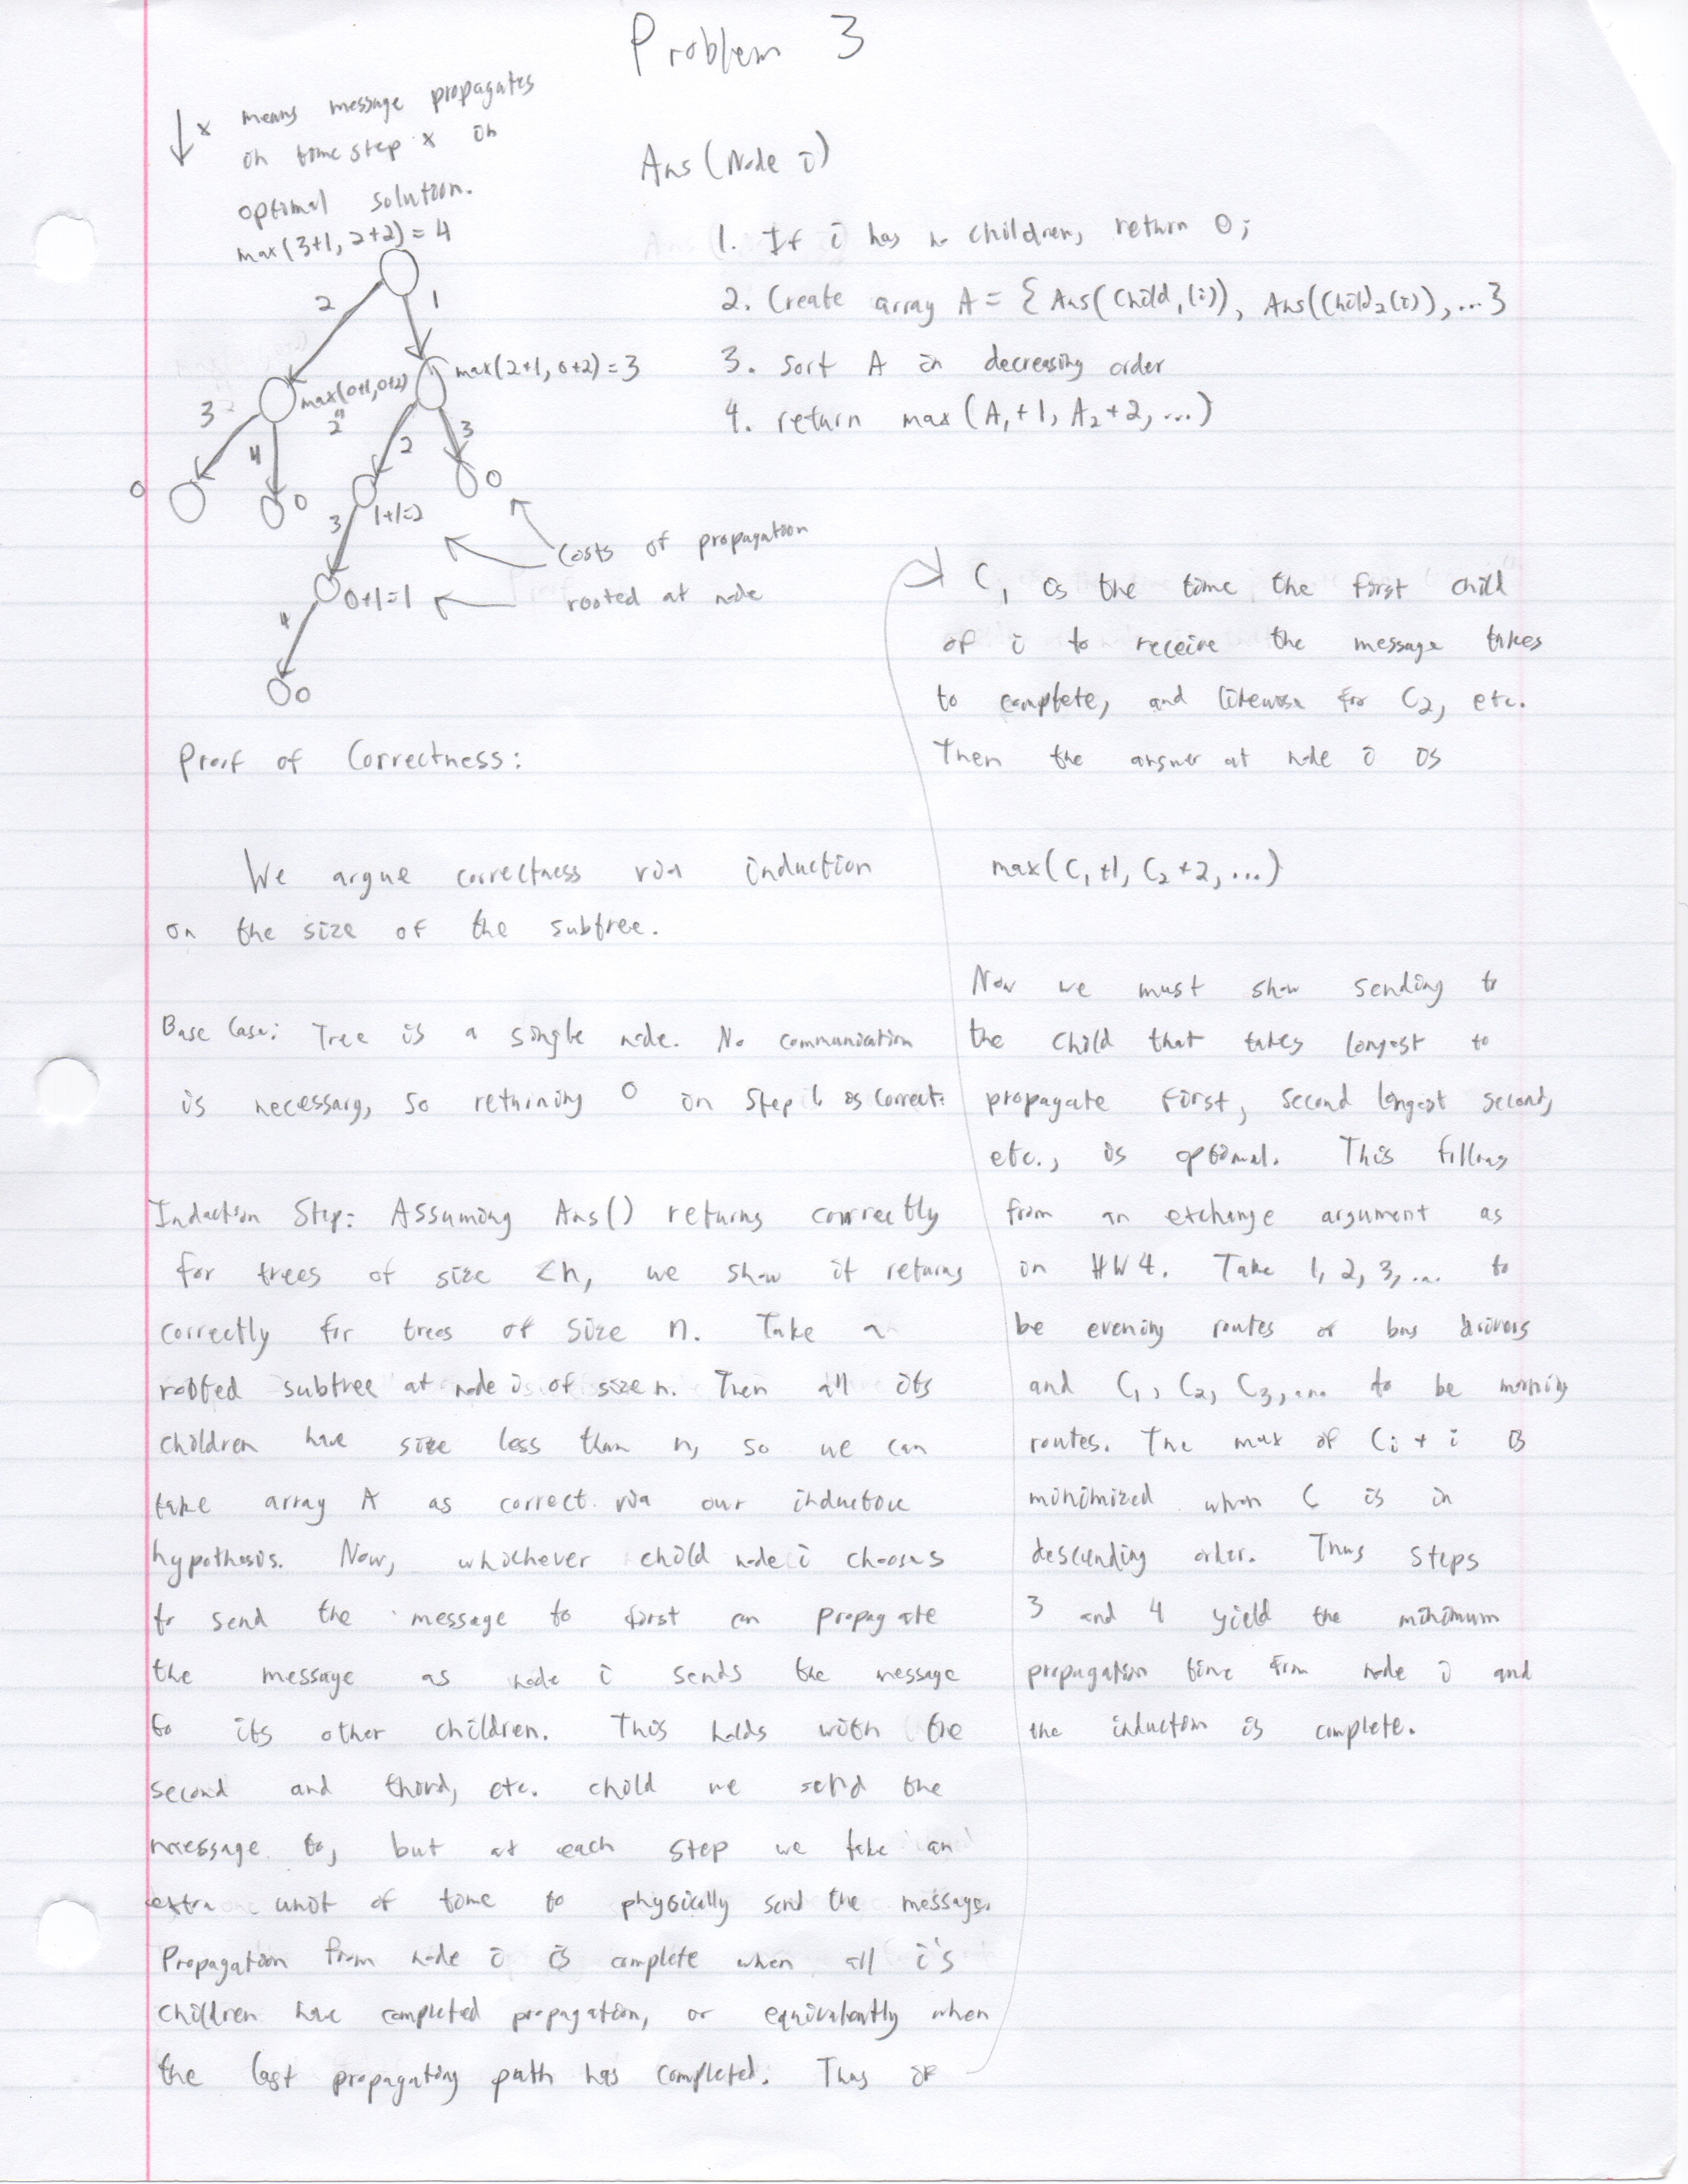 Problem 3
↓x means message propagates
on time step x on
optimal solution.
max(3+1, 2+2) = 4
2
1
max(0+1, 0+2)
"
2
max(2+1, 0+2) = 3
3
4
2
3
0
0
0
1+1=2
3
0+1=1
4
0
Costs of propagation
rooted at node
Ans(Node i)
1. If i has no children, return 0;
2. Create array A = {Ans(Child₁(i)), Ans(Child₂(i)), ...}
3. Sort A in decreasing order
4. return max(A₁+1, A₂+2, ...)
Proof of Correctness:
We argue correctness via induction
on the size of the subtree.
Base Case: Tree is a single node. No communication
is necessary, so returning 0 on Step 1. is correct.
Induction Step: Assuming Ans() returns correctly
for trees of size <n, we show it returns
correctly for trees of size n. Take a
rooted subtree at node i of size n. Then all its
children have size less than n, so we can
take array A as correct via our inductive
hypothesis. Now, whichever child node i chooses
to send the message to first can propagate
the message as node i sends the message
to its other children. This holds with the
second and third, etc. child we send the
message to, but at each step we take an
extra unit of time to physically send the message.
Propagation from node i is complete when all i's
children have completed propagation, or equivalently when
the last propagating path has completed. Thus if
C₁ is the time the first child
of i to receive the message takes
to complete, and likewise for C₂, etc.
Then the answer at node i is
max(C₁+1, C₂+2, ...)
Now we must show sending to
the child that takes longest to
propagate first, second longest second,
etc., is optimal. This follows
from an exchange argument as
in HW4. Take 1, 2, 3, ... to
be evening routes of bus drivers
and C₁, C₂, C₃, ... to be morning
routes. The max of Cᵢ + i is
minimized when C is in
descending order. Thus steps
3 and 4 yield the minimum
propagation time from node i and
the induction is complete.